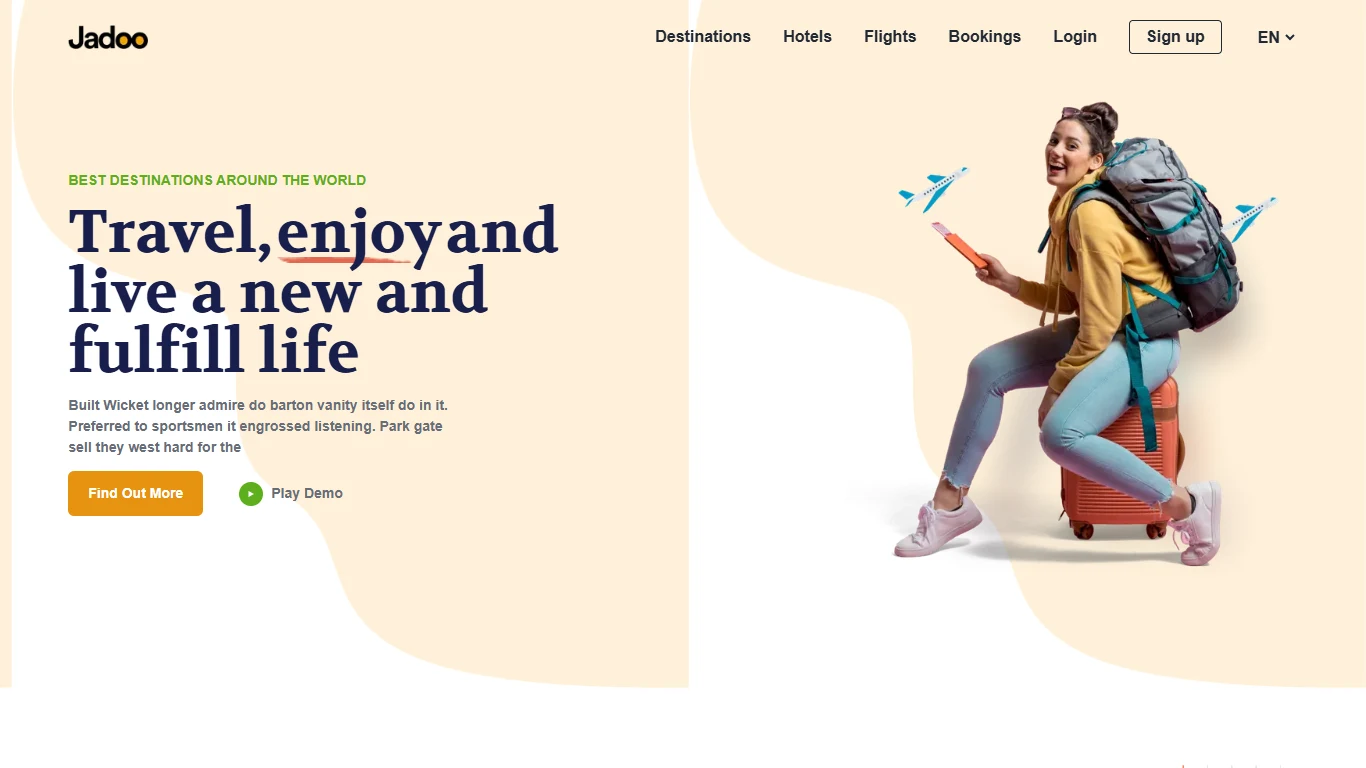 Jadoo
Destinations
Hotels
Flights
Bookings
Login
Sign up
EN
BEST DESTINATIONS AROUND THE WORLD
Travel, enjoy and
live a new and
fulfill life
Built Wicket longer admire do barton vanity itself do in it.
Preferred to sportsmen it engrossed listening. Park gate
sell they west hard for the
Find Out More
Play Demo